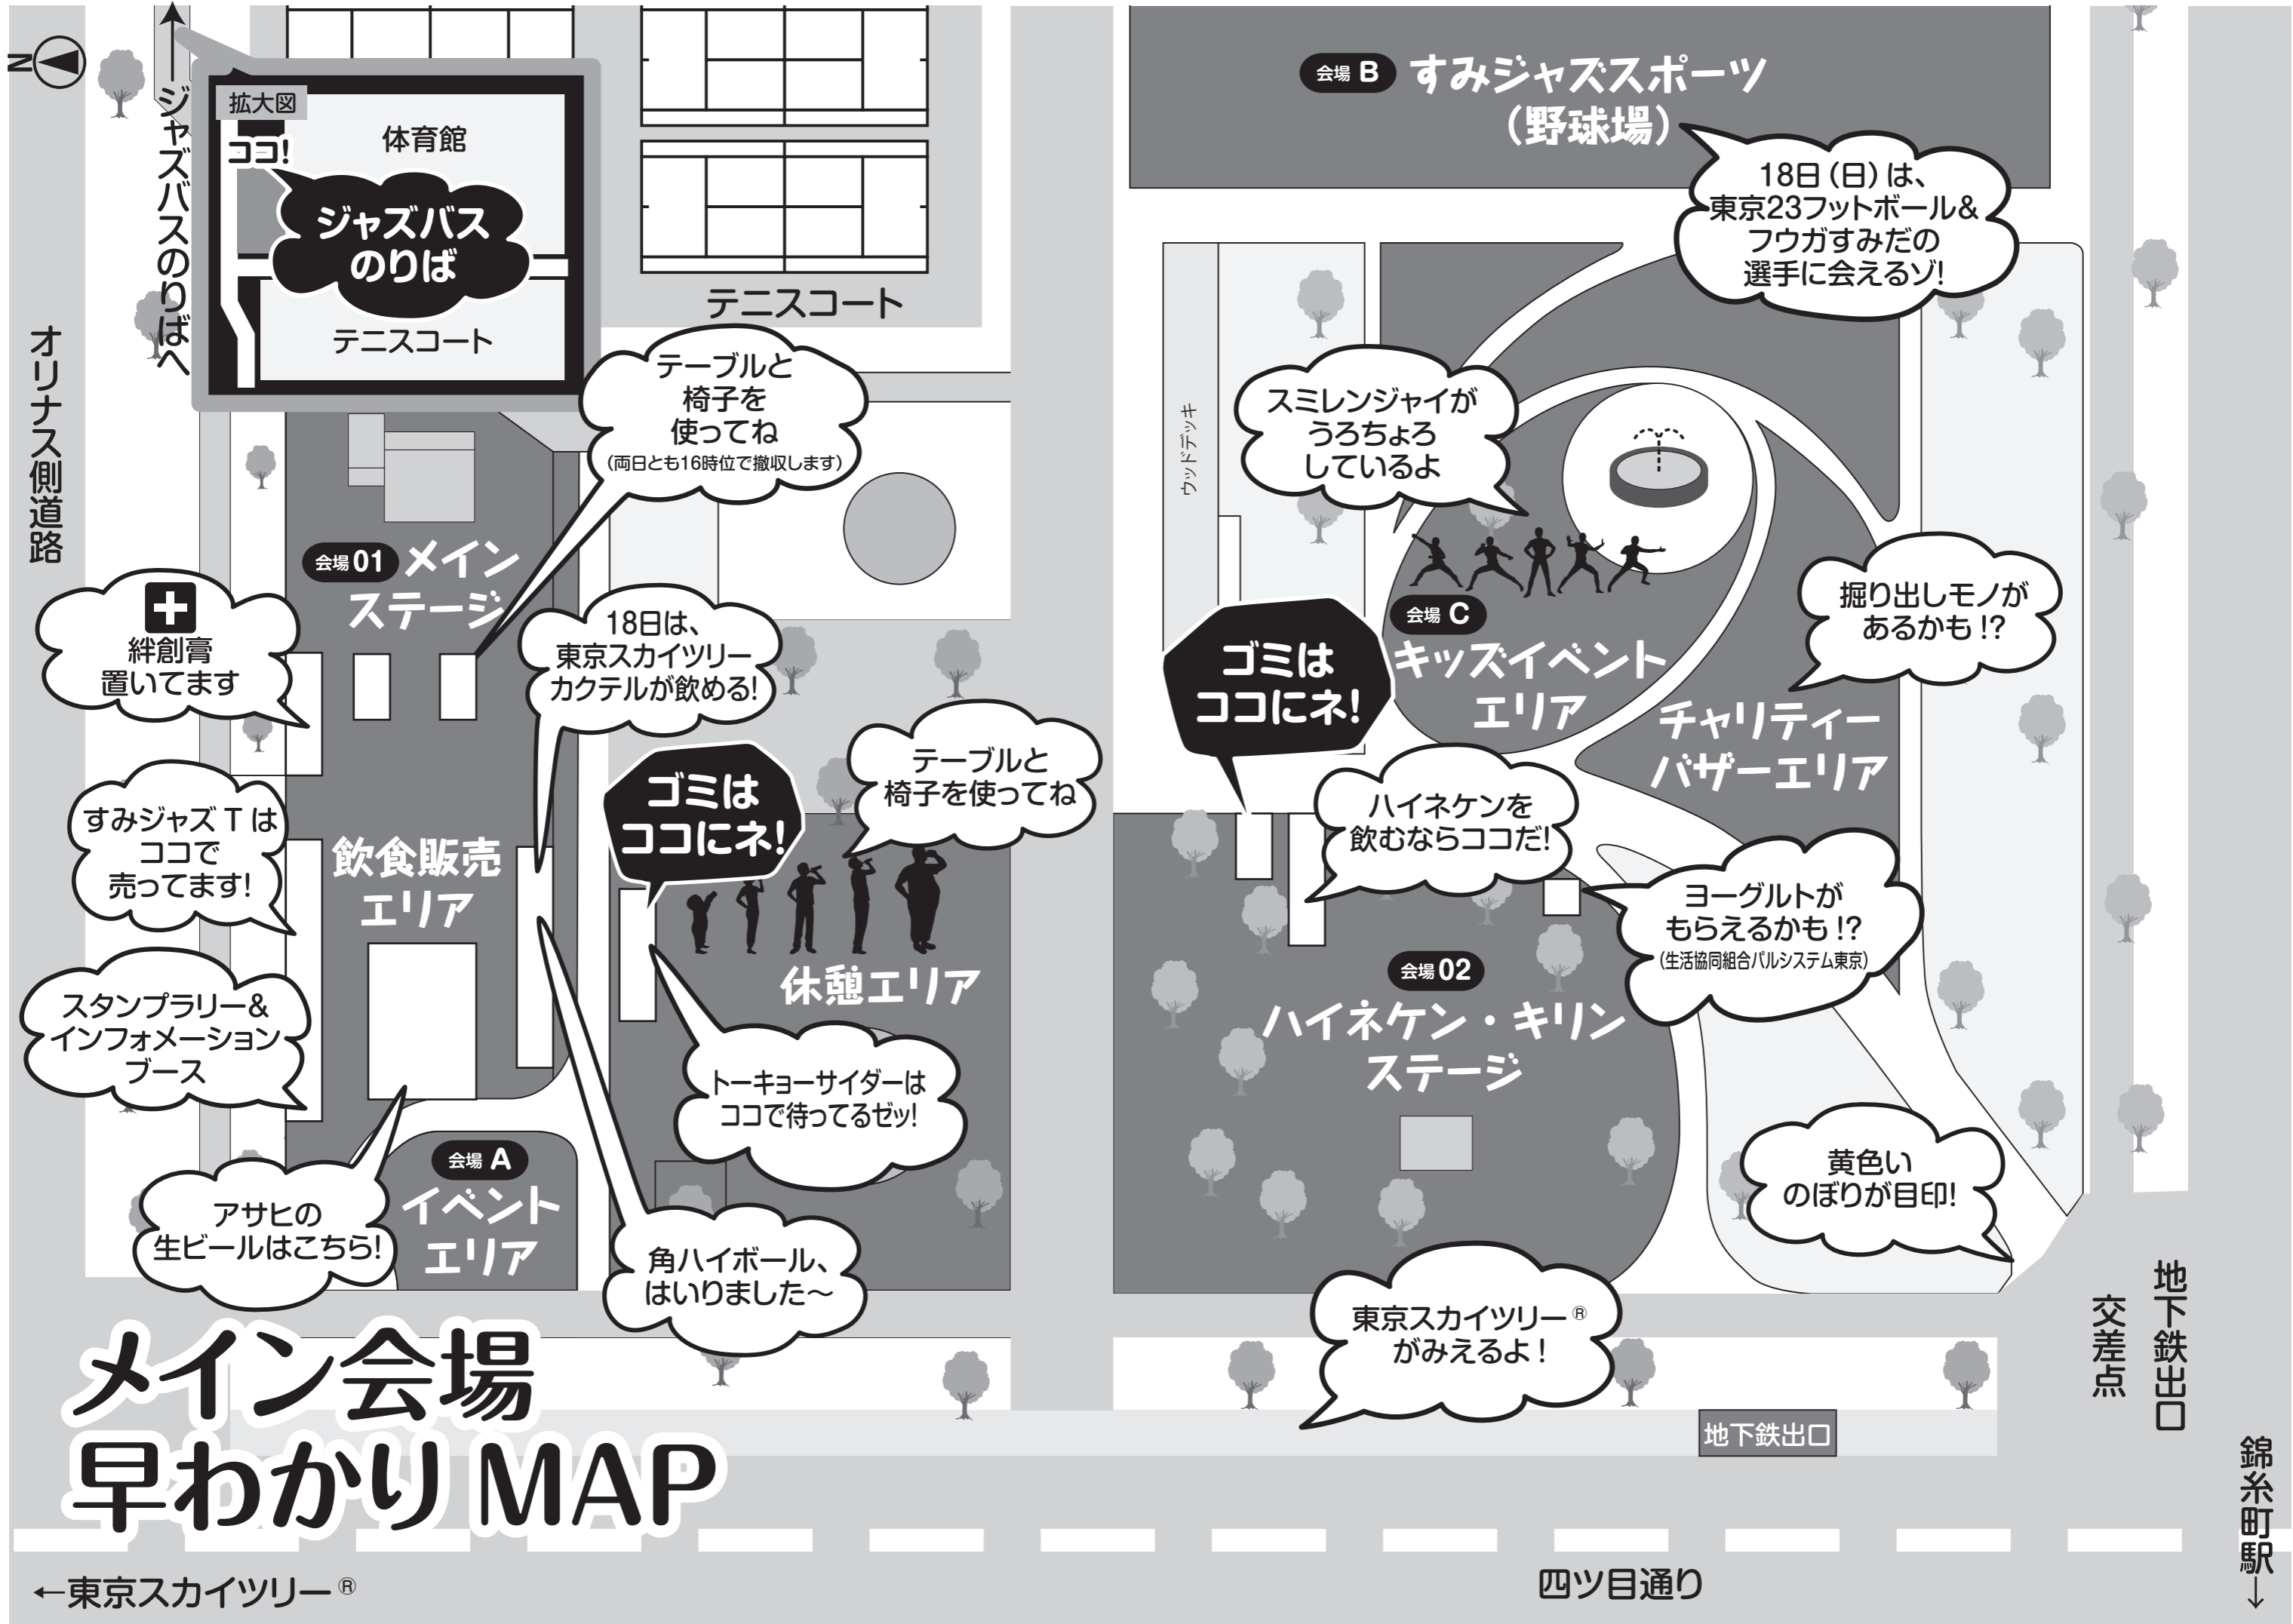 N
ジャズバスのりばへ
拡大図
ココ!
体育館
ジャズバス
のりば
テニスコート
テニスコート
会場 B すみジャズスポーツ
（野球場）
18日（日）は、
東京23フットボール&
フウガすみだの
選手に会えるゾ!
オリナス側道路
テーブルと
椅子を
使ってね
（両日とも16時位で撤収します）
ウッドデッキ
スミレンジャイが
うろちょろ
しているよ
会場 01 メイン
ステージ
絆創膏
置いてます
18日は、
東京スカイツリー
カクテルが飲める!
会場 C
キッズイベント
エリア
ゴミは
ココにネ!
掘り出しモノが
あるかも!?
チャリティー
バザーエリア
すみジャズTは
ココで
売ってます!
飲食販売
エリア
ゴミは
ココにネ!
テーブルと
椅子を使ってね
休憩エリア
ハイネケンを
飲むならココだ!
ヨーグルトが
もらえるかも!?
（生活協同組合パルシステム東京）
スタンプラリー&
インフォメーション
ブース
トーキョーサイダーは
ココで待ってるゼッ!
会場 02
ハイネケン・キリン
ステージ
会場 A
イベント
エリア
アサヒの
生ビールはこちら!
角ハイボール、
はいりました〜
黄色い
のぼりが目印!
東京スカイツリー®
がみえるよ!
地下鉄出口
地下鉄出口
交差点
錦糸町駅→
メイン会場
早わかりMAP
←東京スカイツリー®
四ツ目通り